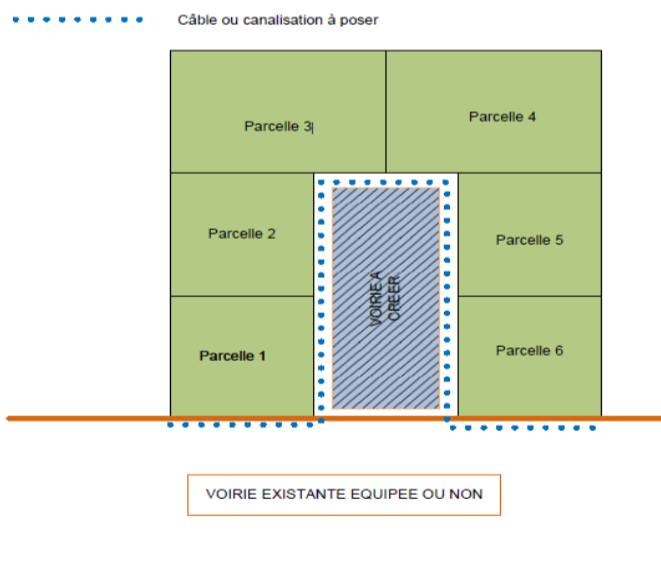 Câble ou canalisation à poser
Parcelle 3
Parcelle 4
Parcelle 2
Parcelle 5
VOIRIE A
CREER
Parcelle 1
Parcelle 6
VOIRIE EXISTANTE EQUIPEE OU NON